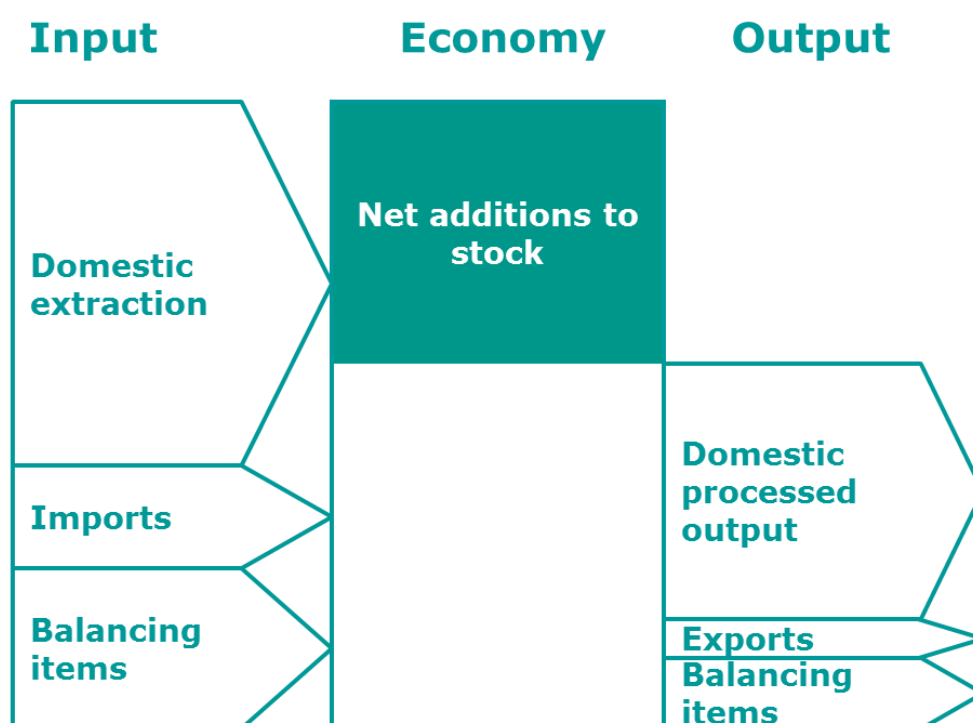 Input
Economy
Output
Net additions to
stock
Domestic
extraction
Imports
Balancing
items
Domestic
processed
output
Exports
Balancing
items